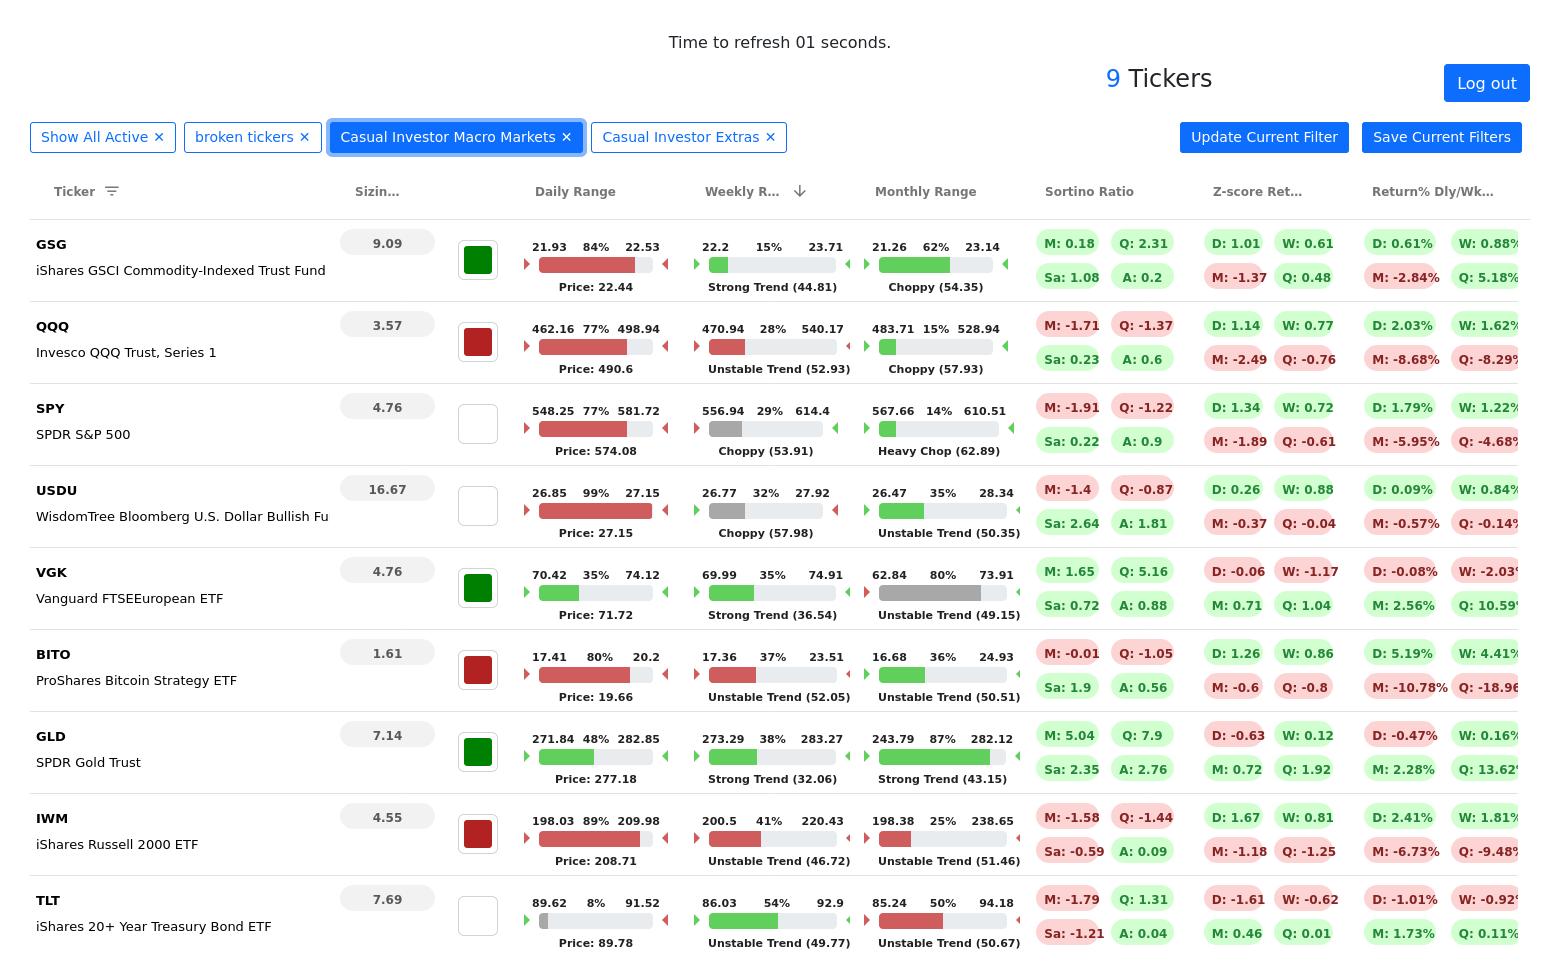 Time to refresh 01 seconds.
9 Tickers
Log out
Show All Active ✕ broken tickers ✕ Casual Investor Macro Markets ✕ Casual Investor Extras ✕ Update Current Filter Save Current Filters
Ticker Sizin… Daily Range Weekly R… Monthly Range Sortino Ratio Z-score Ret… Return% Dly/Wk…
GSG 9.09 21.93 84% 22.53 22.2 15% 23.71 21.26 62% 23.14 M: 0.18 Q: 2.31 D: 1.01 W: 0.61 D: 0.61% W: 0.88%
iShares GSCI Commodity-Indexed Trust Fund Price: 22.44 Strong Trend (44.81) Choppy (54.35) Sa: 1.08 A: 0.2 M: -1.37 Q: 0.48 M: -2.84% Q: 5.18%
QQQ 3.57 462.16 77% 498.94 470.94 28% 540.17 483.71 15% 528.94 M: -1.71 Q: -1.37 D: 1.14 W: 0.77 D: 2.03% W: 1.62%
Invesco QQQ Trust, Series 1 Price: 490.6 Unstable Trend (52.93) Choppy (57.93) Sa: 0.23 A: 0.6 M: -2.49 Q: -0.76 M: -8.68% Q: -8.29%
SPY 4.76 548.25 77% 581.72 556.94 29% 614.4 567.66 14% 610.51 M: -1.91 Q: -1.22 D: 1.34 W: 0.72 D: 1.79% W: 1.22%
SPDR S&P 500 Price: 574.08 Choppy (53.91) Heavy Chop (62.89) Sa: 0.22 A: 0.9 M: -1.89 Q: -0.61 M: -5.95% Q: -4.68%
USDU 16.67 26.85 99% 27.15 26.77 32% 27.92 26.47 35% 28.34 M: -1.4 Q: -0.87 D: 0.26 W: 0.88 D: 0.09% W: 0.84%
WisdomTree Bloomberg U.S. Dollar Bullish Fu Price: 27.15 Choppy (57.98) Unstable Trend (50.35) Sa: 2.64 A: 1.81 M: -0.37 Q: -0.04 M: -0.57% Q: -0.14%
VGK 4.76 70.42 35% 74.12 69.99 35% 74.91 62.84 80% 73.91 M: 1.65 Q: 5.16 D: -0.06 W: -1.17 D: -0.08% W: -2.03%
Vanguard FTSEEuropean ETF Price: 71.72 Strong Trend (36.54) Unstable Trend (49.15) Sa: 0.72 A: 0.88 M: 0.71 Q: 1.04 M: 2.56% Q: 10.59%
BITO 1.61 17.41 80% 20.2 17.36 37% 23.51 16.68 36% 24.93 M: -0.01 Q: -1.05 D: 1.26 W: 0.86 D: 5.19% W: 4.41%
ProShares Bitcoin Strategy ETF Price: 19.66 Unstable Trend (52.05) Unstable Trend (50.51) Sa: 1.9 A: 0.56 M: -0.6 Q: -0.8 M: -10.78% Q: -18.96
GLD 7.14 271.84 48% 282.85 273.29 38% 283.27 243.79 87% 282.12 M: 5.04 Q: 7.9 D: -0.63 W: 0.12 D: -0.47% W: 0.16%
SPDR Gold Trust Price: 277.18 Strong Trend (32.06) Strong Trend (43.15) Sa: 2.35 A: 2.76 M: 0.72 Q: 1.92 M: 2.28% Q: 13.62%
IWM 4.55 198.03 89% 209.98 200.5 41% 220.43 198.38 25% 238.65 M: -1.58 Q: -1.44 D: 1.67 W: 0.81 D: 2.41% W: 1.81%
iShares Russell 2000 ETF Price: 208.71 Unstable Trend (46.72) Unstable Trend (51.46) Sa: -0.59 A: 0.09 M: -1.18 Q: -1.25 M: -6.73% Q: -9.48%
TLT 7.69 89.62 8% 91.52 86.03 54% 92.9 85.24 50% 94.18 M: -1.79 Q: 1.31 D: -1.61 W: -0.62 D: -1.01% W: -0.92%
iShares 20+ Year Treasury Bond ETF Price: 89.78 Unstable Trend (49.77) Unstable Trend (50.67) Sa: -1.21 A: 0.04 M: 0.46 Q: 0.01 M: 1.73% Q: 0.11%